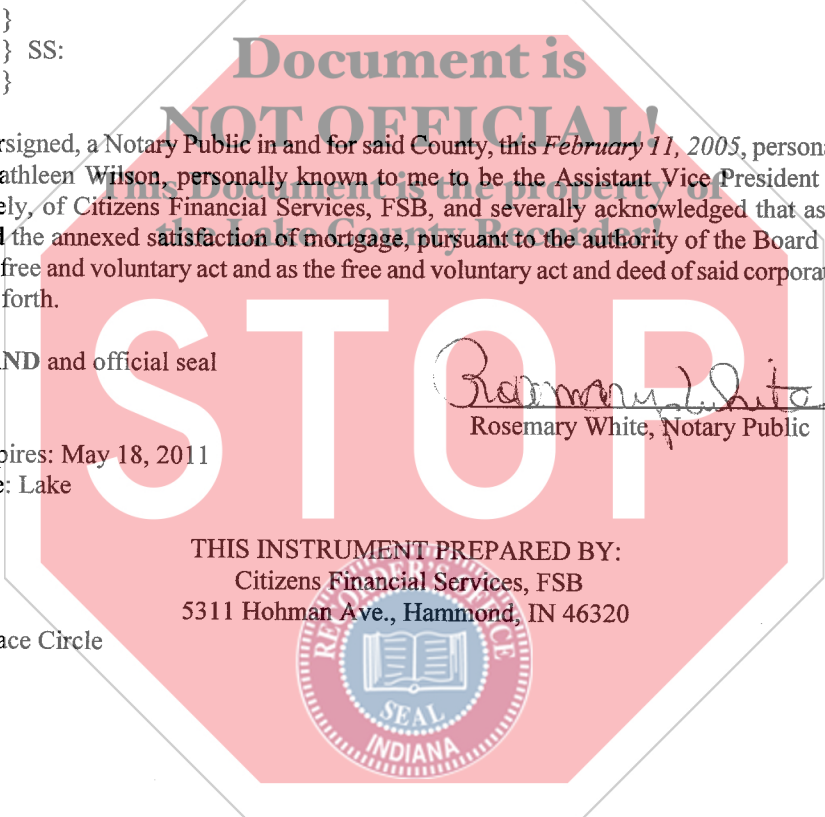 }
} SS:
}
Document is
NOT OFFICIAL!
This Document is the property of
the Lake County Recorder!
rsigned, a Notary Public in and for said County, this February 11, 2005, persona
athleen Wilson, personally known to me to be the Assistant Vice President
ely, of Citizens Financial Services, FSB, and severally acknowledged that as
d the annexed satisfaction of mortgage, pursuant to the authority of the Board
free and voluntary act and as the free and voluntary act and deed of said corpora
forth.
STOP
AND and official seal
Rosemary White
Rosemary White, Notary Public
pires: May 18, 2011
e: Lake
THIS INSTRUMENT PREPARED BY:
Citizens Financial Services, FSB
5311 Hohman Ave., Hammond, IN 46320
ace Circle
RECORDER'S OFFICE
SEAL
INDIANA